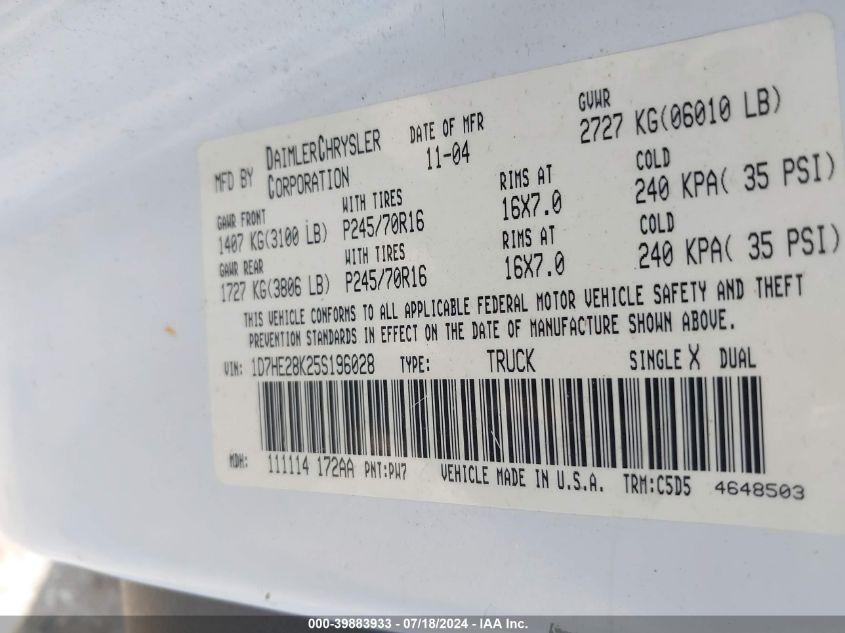 MFD BY DAIMLERCHRYSLER CORPORATION DATE OF MFR 11-04 GVWR 2727 KG(06010 LB)
GAWR FRONT WITH TIRES RIMS AT COLD
1407 KG(3100 LB) P245/70R16 16X7.0 240 KPA( 35 PSI)
GAWR REAR WITH TIRES RIMS AT COLD
1727 KG(3806 LB) P245/70R16 16X7.0 240 KPA( 35 PSI)
THIS VEHICLE CONFORMS TO ALL APPLICABLE FEDERAL MOTOR VEHICLE SAFETY AND THEFT
PREVENTION STANDARDS IN EFFECT ON THE DATE OF MANUFACTURE SHOWN ABOVE.
VIN: 1D7HE28K25S196028 TYPE: TRUCK SINGLE X DUAL
MDH: 111114 172AA PNT:PW7 VEHICLE MADE IN U.S.A. TRM:C5D5 4648503
000-39883933 - 07/18/2024 - IAA Inc.